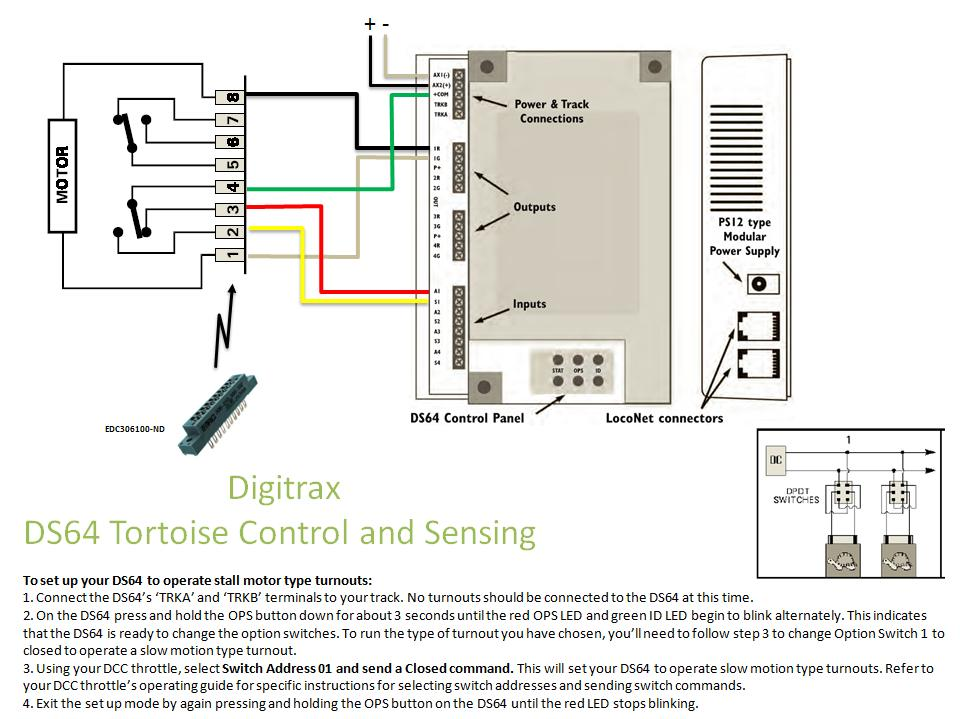 + -
AX1(-)
AX2(+)
+COM
TRKB
TRKA
Power & Track
Connections
8
7
6
5
4
3
2
1
MOTOR
1R
1G
P+
2R
2G
OUT
3R
3G
P+
4R
4G
Outputs
A1
S1
A2
S2
A3
S3
A4
S4
Inputs
STAT OPS ID
DS64 Control Panel
PS12 type
Modular
Power Supply
LocoNet connectors
EDC306100-ND
1
DC
DPDT
SWITCHES
Digitrax
DS64 Tortoise Control and Sensing
To set up your DS64 to operate stall motor type turnouts:
1. Connect the DS64's 'TRKA' and 'TRKB' terminals to your track. No turnouts should be connected to the DS64 at this time.
2. On the DS64 press and hold the OPS button down for about 3 seconds until the red OPS LED and green ID LED begin to blink alternately. This indicates
that the DS64 is ready to change the option switches. To run the type of turnout you have chosen, you'll need to follow step 3 to change Option Switch 1 to
closed to operate a slow motion type turnout.
3. Using your DCC throttle, select Switch Address 01 and send a Closed command. This will set your DS64 to operate slow motion type turnouts. Refer to
your DCC throttle's operating guide for specific instructions for selecting switch addresses and sending switch commands.
4. Exit the set up mode by again pressing and holding the OPS button on the DS64 until the red LED stops blinking.